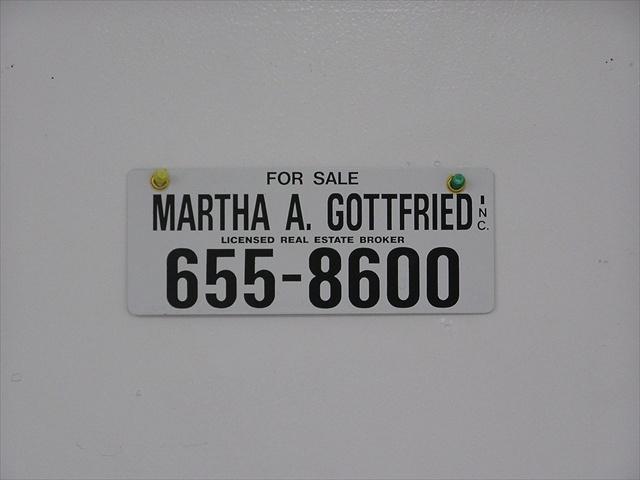 FOR SALE
MARTHA A. GOTTFRIED INC.
LICENSED REAL ESTATE BROKER
655-8600